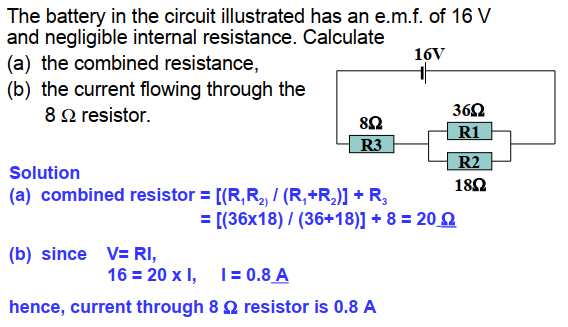 The battery in the circuit illustrated has an e.m.f. of 16 V
and negligible internal resistance. Calculate
(a) the combined resistance,
(b) the current flowing through the
8 Ω resistor.
16V
8Ω
R3
36Ω
R1
R2
18Ω
Solution
(a) combined resistor = [(R₁R₂₎ / (R₁+R₂)] + R₃
= [(36x18) / (36+18)] + 8 = 20 Ω
(b) since V= RI,
16 = 20 x I, I = 0.8 A
hence, current through 8 Ω resistor is 0.8 A